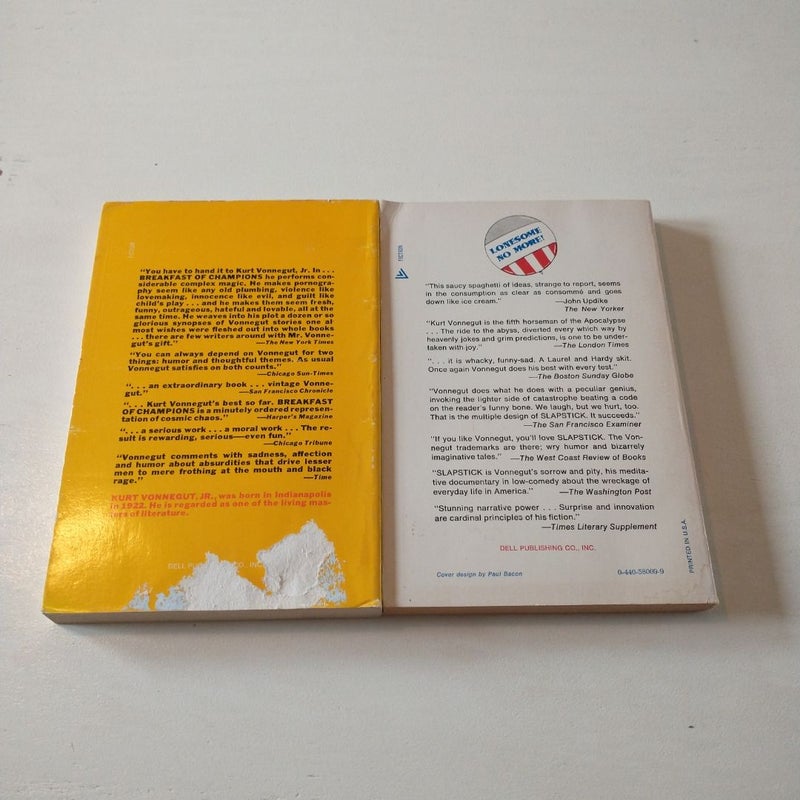 "You have to hand it to Kurt Vonnegut, Jr. In . . .
BREAKFAST OF CHAMPIONS he performs con-
siderable complex magic. He makes pornogra-
phy seem like any old plumbing, violence like
lovemaking, innocence like evil, and guilt like
child's play . . . and he makes them seem fresh,
funny, outrageous, hateful and lovable, all at the
same time. He weaves into his plot a dozen or so
glorious synopses of Vonnegut stories one al-
most wishes were fleshed out into whole books
. . . there are few writers around with Mr. Vonne-
gut's gift." —The New York Times
"You can always depend on Vonnegut for two
things: humor and thoughtful themes. As usual
Vonnegut satisfies on both counts."
—Chicago Sun-Times
". . . an extraordinary book . . . vintage Vonne-
gut." —San Francisco Chronicle
". . . Kurt Vonnegut's best so far. BREAKFAST
OF CHAMPIONS is a minutely ordered represen-
tation of cosmic chaos." —Harper's Magazine
". . . a serious work . . . a moral work . . . The re-
sult is rewarding, serious—even fun."
—Chicago Tribune
"Vonnegut comments with sadness, affection
and humor about absurdities that drive lesser
men to mere frothing at the mouth and black
rage." —Time
KURT VONNEGUT, JR., was born in Indianapolis
in 1922. He is regarded as one of the living mas-
ters of literature.
DELL PUBLISHING CO., INC.
FICTION
LONESOME
NO MORE!
"This saucy spaghetti of ideas, strange to report, seems
in the consumption as clear as consommé and goes
down like ice cream." —John Updike
The New Yorker
"Kurt Vonnegut is the fifth horseman of the Apocalypse
. . . The ride to the abyss, diverted every which way by
heavenly jokes and grim predictions, is one to be under-
taken with joy." —The London Times
". . . it is whacky, funny-sad. A Laurel and Hardy skit.
Once again Vonnegut does his best with every test."
—The Boston Sunday Globe
"Vonnegut does what he does with a peculiar genius,
invoking the lighter side of catastrophe beating a code
on the reader's funny bone. We laugh, but we hurt, too.
That is the multiple design of SLAPSTICK. It succeeds."
—The San Francisco Examiner
"If you like Vonnegut, you'll love SLAPSTICK. The Von-
negut trademarks are there; wry humor and bizarrely
imaginative tales." —The West Coast Review of Books
"SLAPSTICK is Vonnegut's sorrow and pity, his medita-
tive documentary in low-comedy about the wreckage of
everyday life in America." —The Washington Post
"Stunning narrative power . . . Surprise and innovation
are cardinal principles of his fiction."
—Times Literary Supplement
DELL PUBLISHING CO., INC.
Cover design by Paul Bacon 0-440-58009-9
PRINTED IN U.S.A.